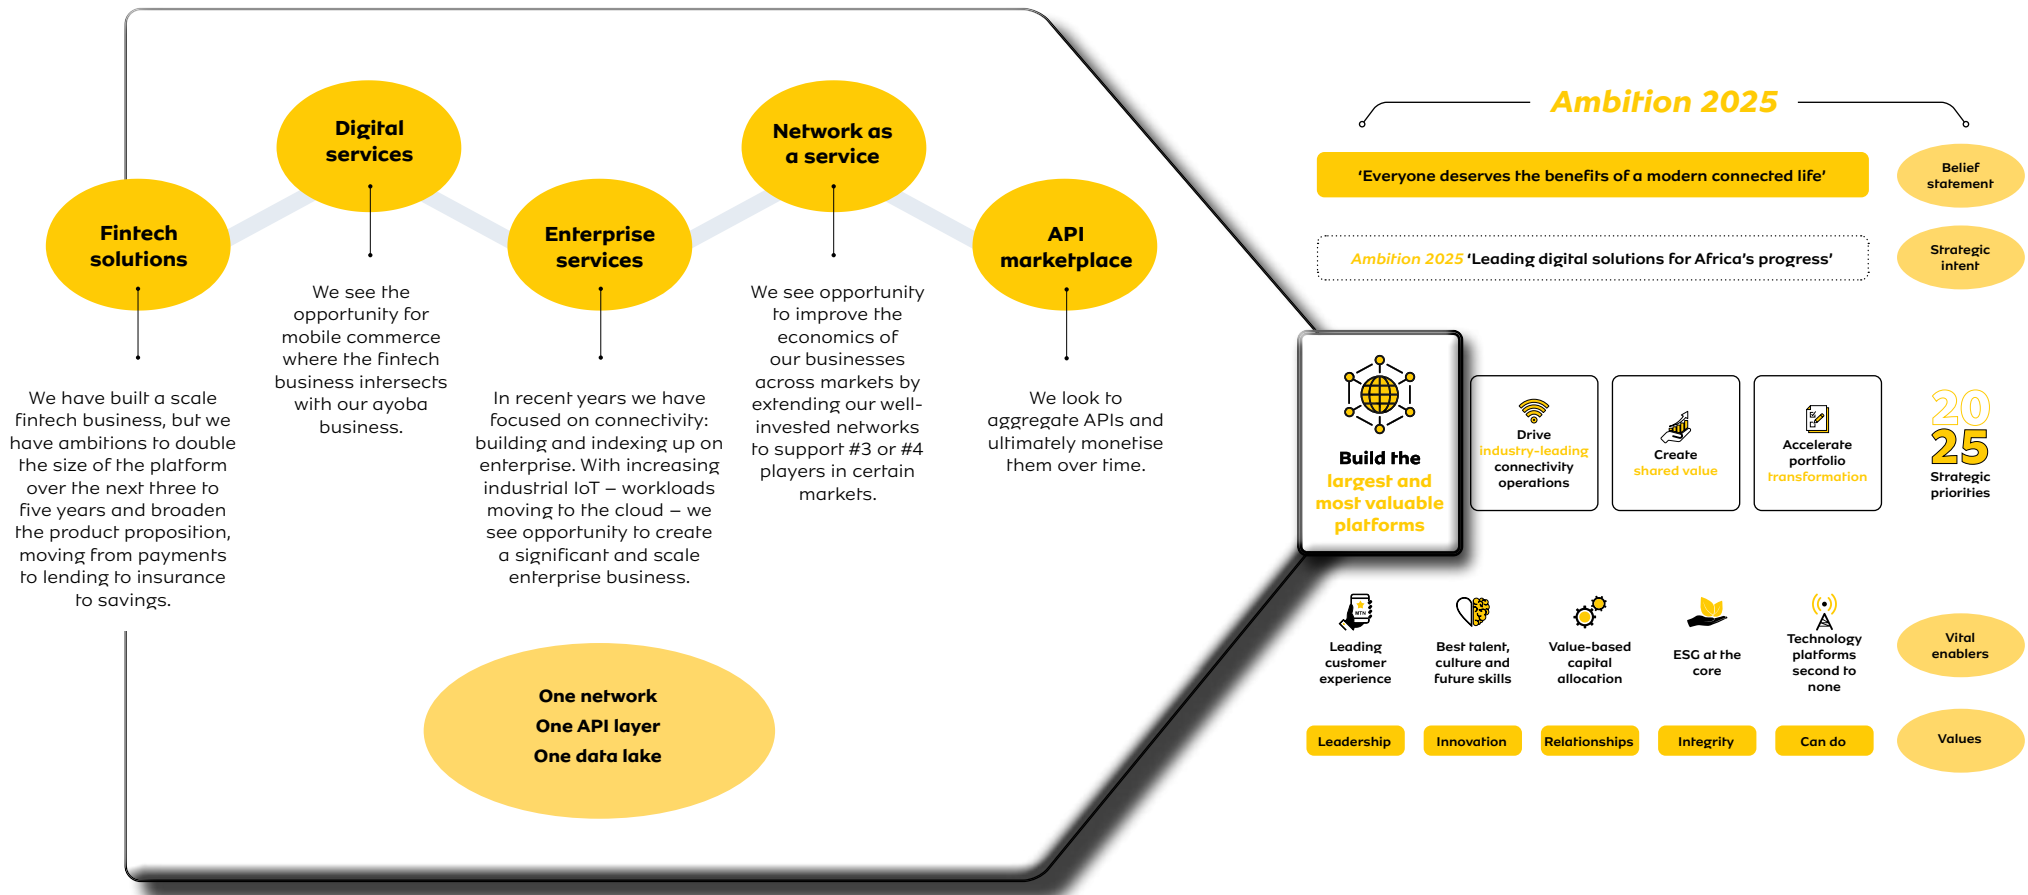 Fintech
solutions
We have built a scale
fintech business, but we
have ambitions to double
the size of the platform
over the next three to
five years and broaden
the product proposition,
moving from payments
to lending to insurance
to savings.
Digital
services
We see the
opportunity for
mobile commerce
where the fintech
business intersects
with our ayoba
business.
Enterprise
services
In recent years we have
focused on connectivity:
building and indexing up on
enterprise. With increasing
industrial IoT – workloads
moving to the cloud – we
see opportunity to create
a significant and scale
enterprise business.
Network as
a service
We see opportunity
to improve the
economics of
our businesses
across markets by
extending our well-
invested networks
to support #3 or #4
players in certain
markets.
API
marketplace
We look to
aggregate APIs and
ultimately monetise
them over time.
One network
One API layer
One data lake
Ambition 2025
‘Everyone deserves the benefits of a modern connected life’
Belief
statement
Ambition 2025 ‘Leading digital solutions for Africa’s progress’
Strategic
intent
Build the
largest and
most valuable
platforms
Drive
industry-leading
connectivity
operations
Create
shared value
Accelerate
portfolio
transformation
20
25
Strategic
priorities
MTN
Leading
customer
experience
Best talent,
culture and
future skills
Value-based
capital
allocation
ESG at the
core
Technology
platforms
second to
none
Vital
enablers
Leadership
Innovation
Relationships
Integrity
Can do
Values